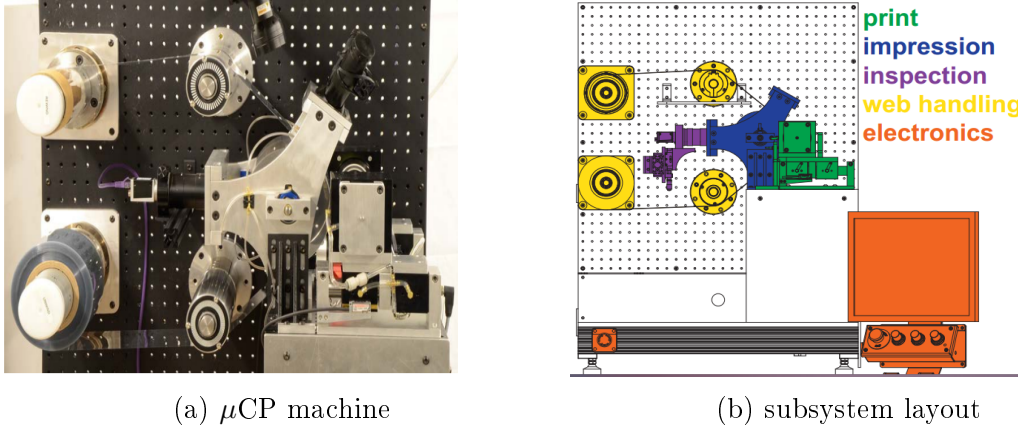 print
impression
inspection
web handling
electronics
(a) μCP machine
(b) subsystem layout